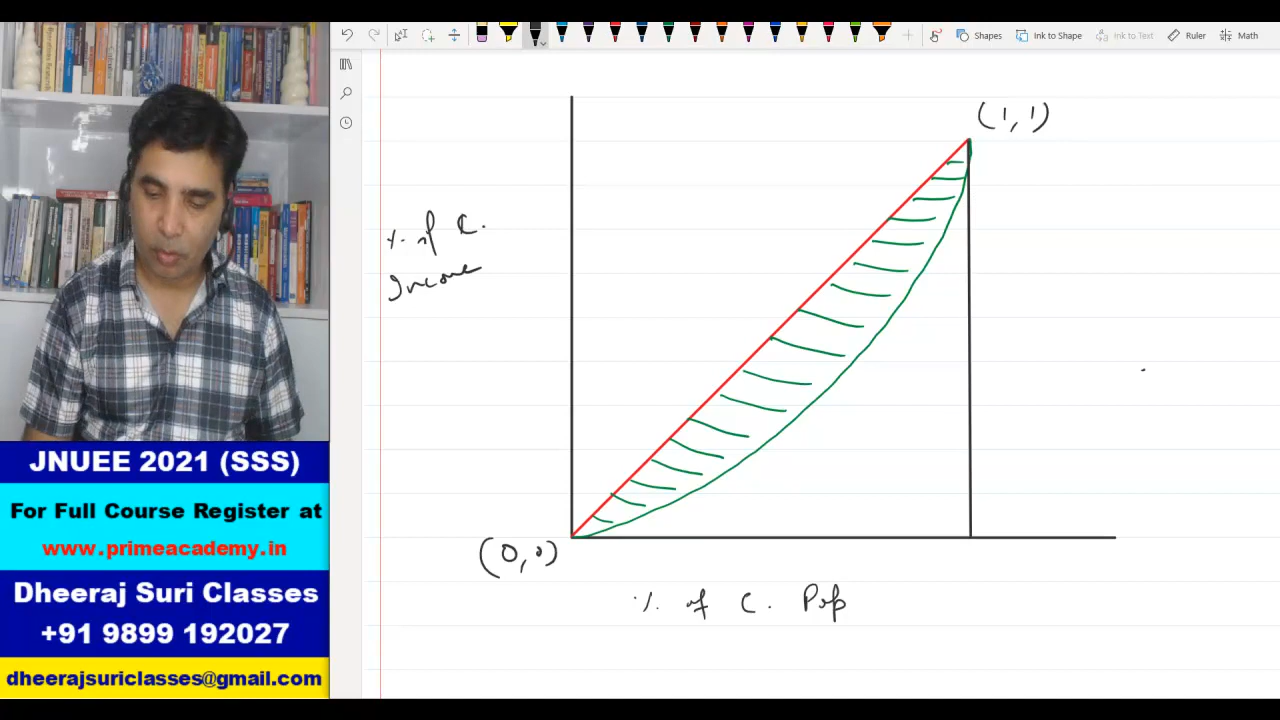 Shapes
Ink to Shape
Ink to Text
Ruler
Math
(1,1)
% of C.
Income
(0,0)
% of C. Pop
JNUEE 2021 (SSS)
For Full Course Register at
www.primeacademy.in
Dheeraj Suri Classes
+91 9899 192027
dheerajsuriclasses@gmail.com